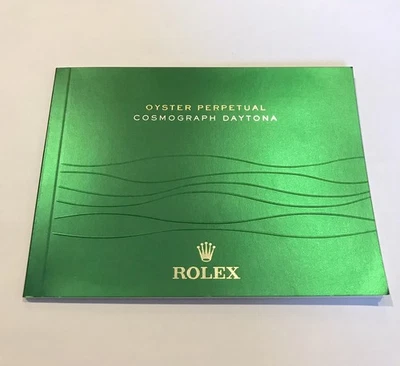 OYSTER PERPETUAL
COSMOGRAPH DAYTONA
ROLEX